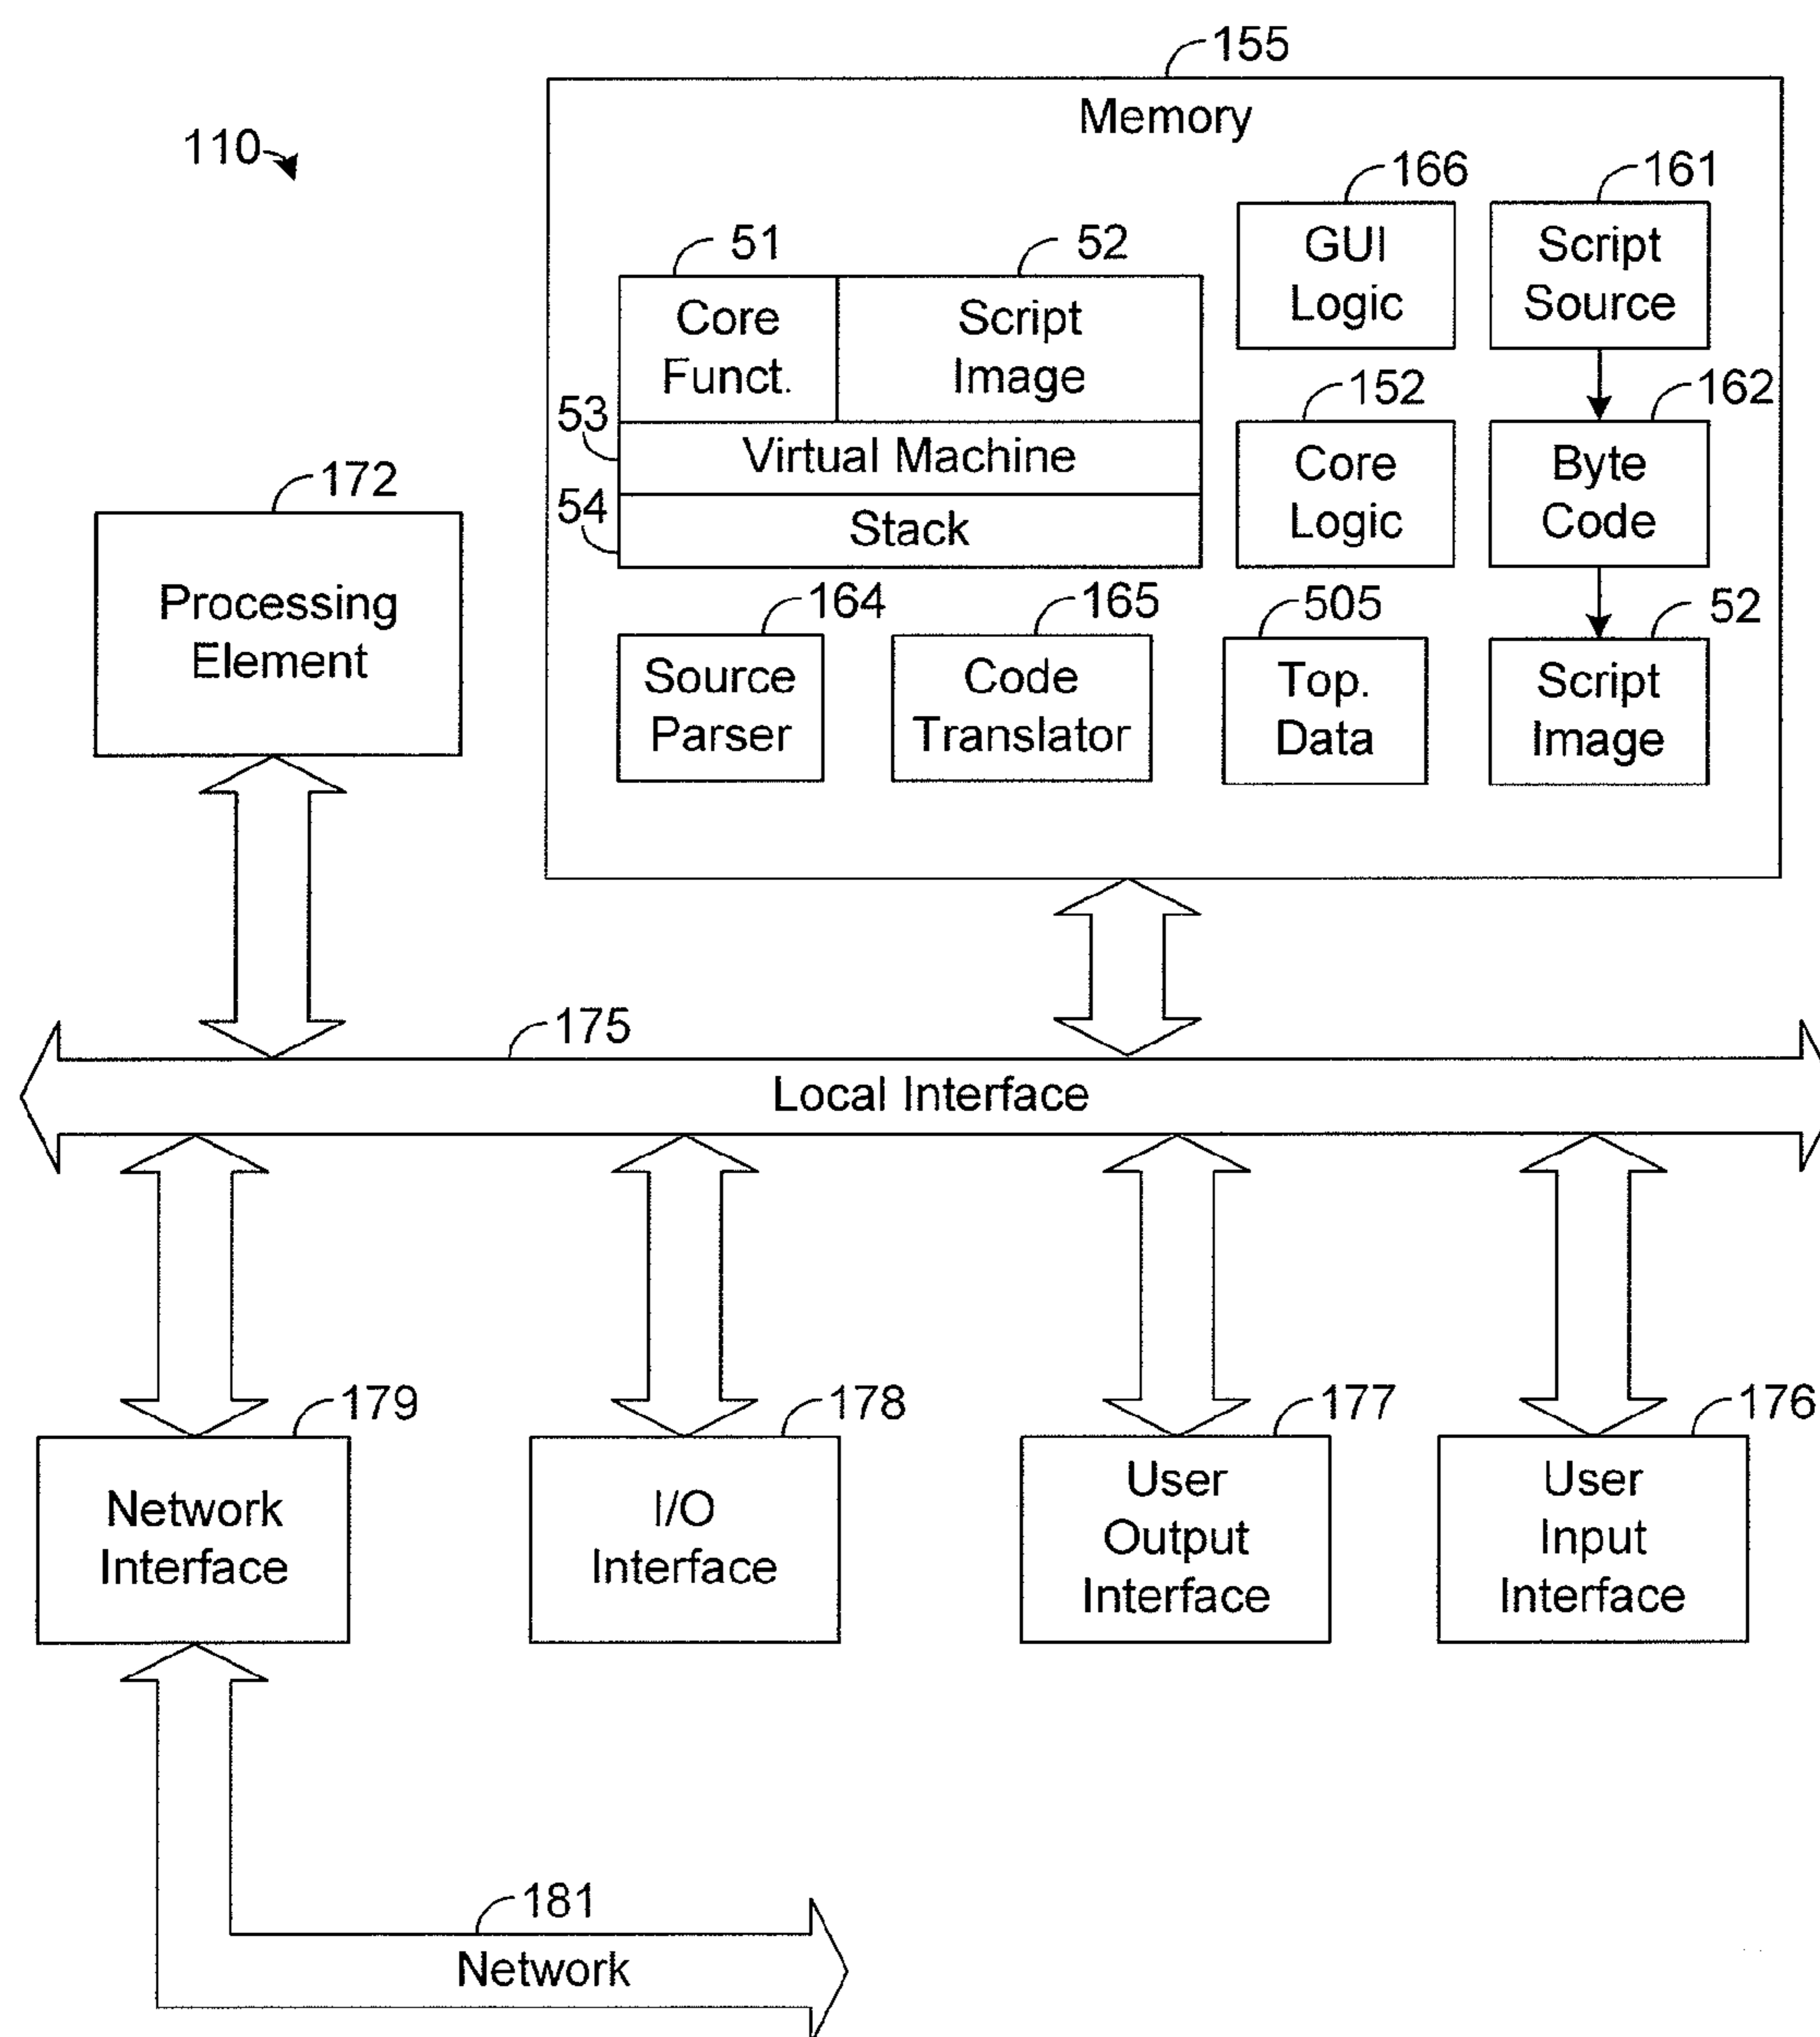 155
Memory
110
166
161
GUI
Logic
Script
Source
51
52
Core
Funct.
Script
Image
152
162
53
Virtual Machine
Core
Logic
Byte
Code
172
54
Stack
Processing
Element
164
165
505
52
Source
Parser
Code
Translator
Top.
Data
Script
Image
175
Local Interface
179
178
177
176
Network
Interface
I/O
Interface
User
Output
Interface
User
Input
Interface
181
Network